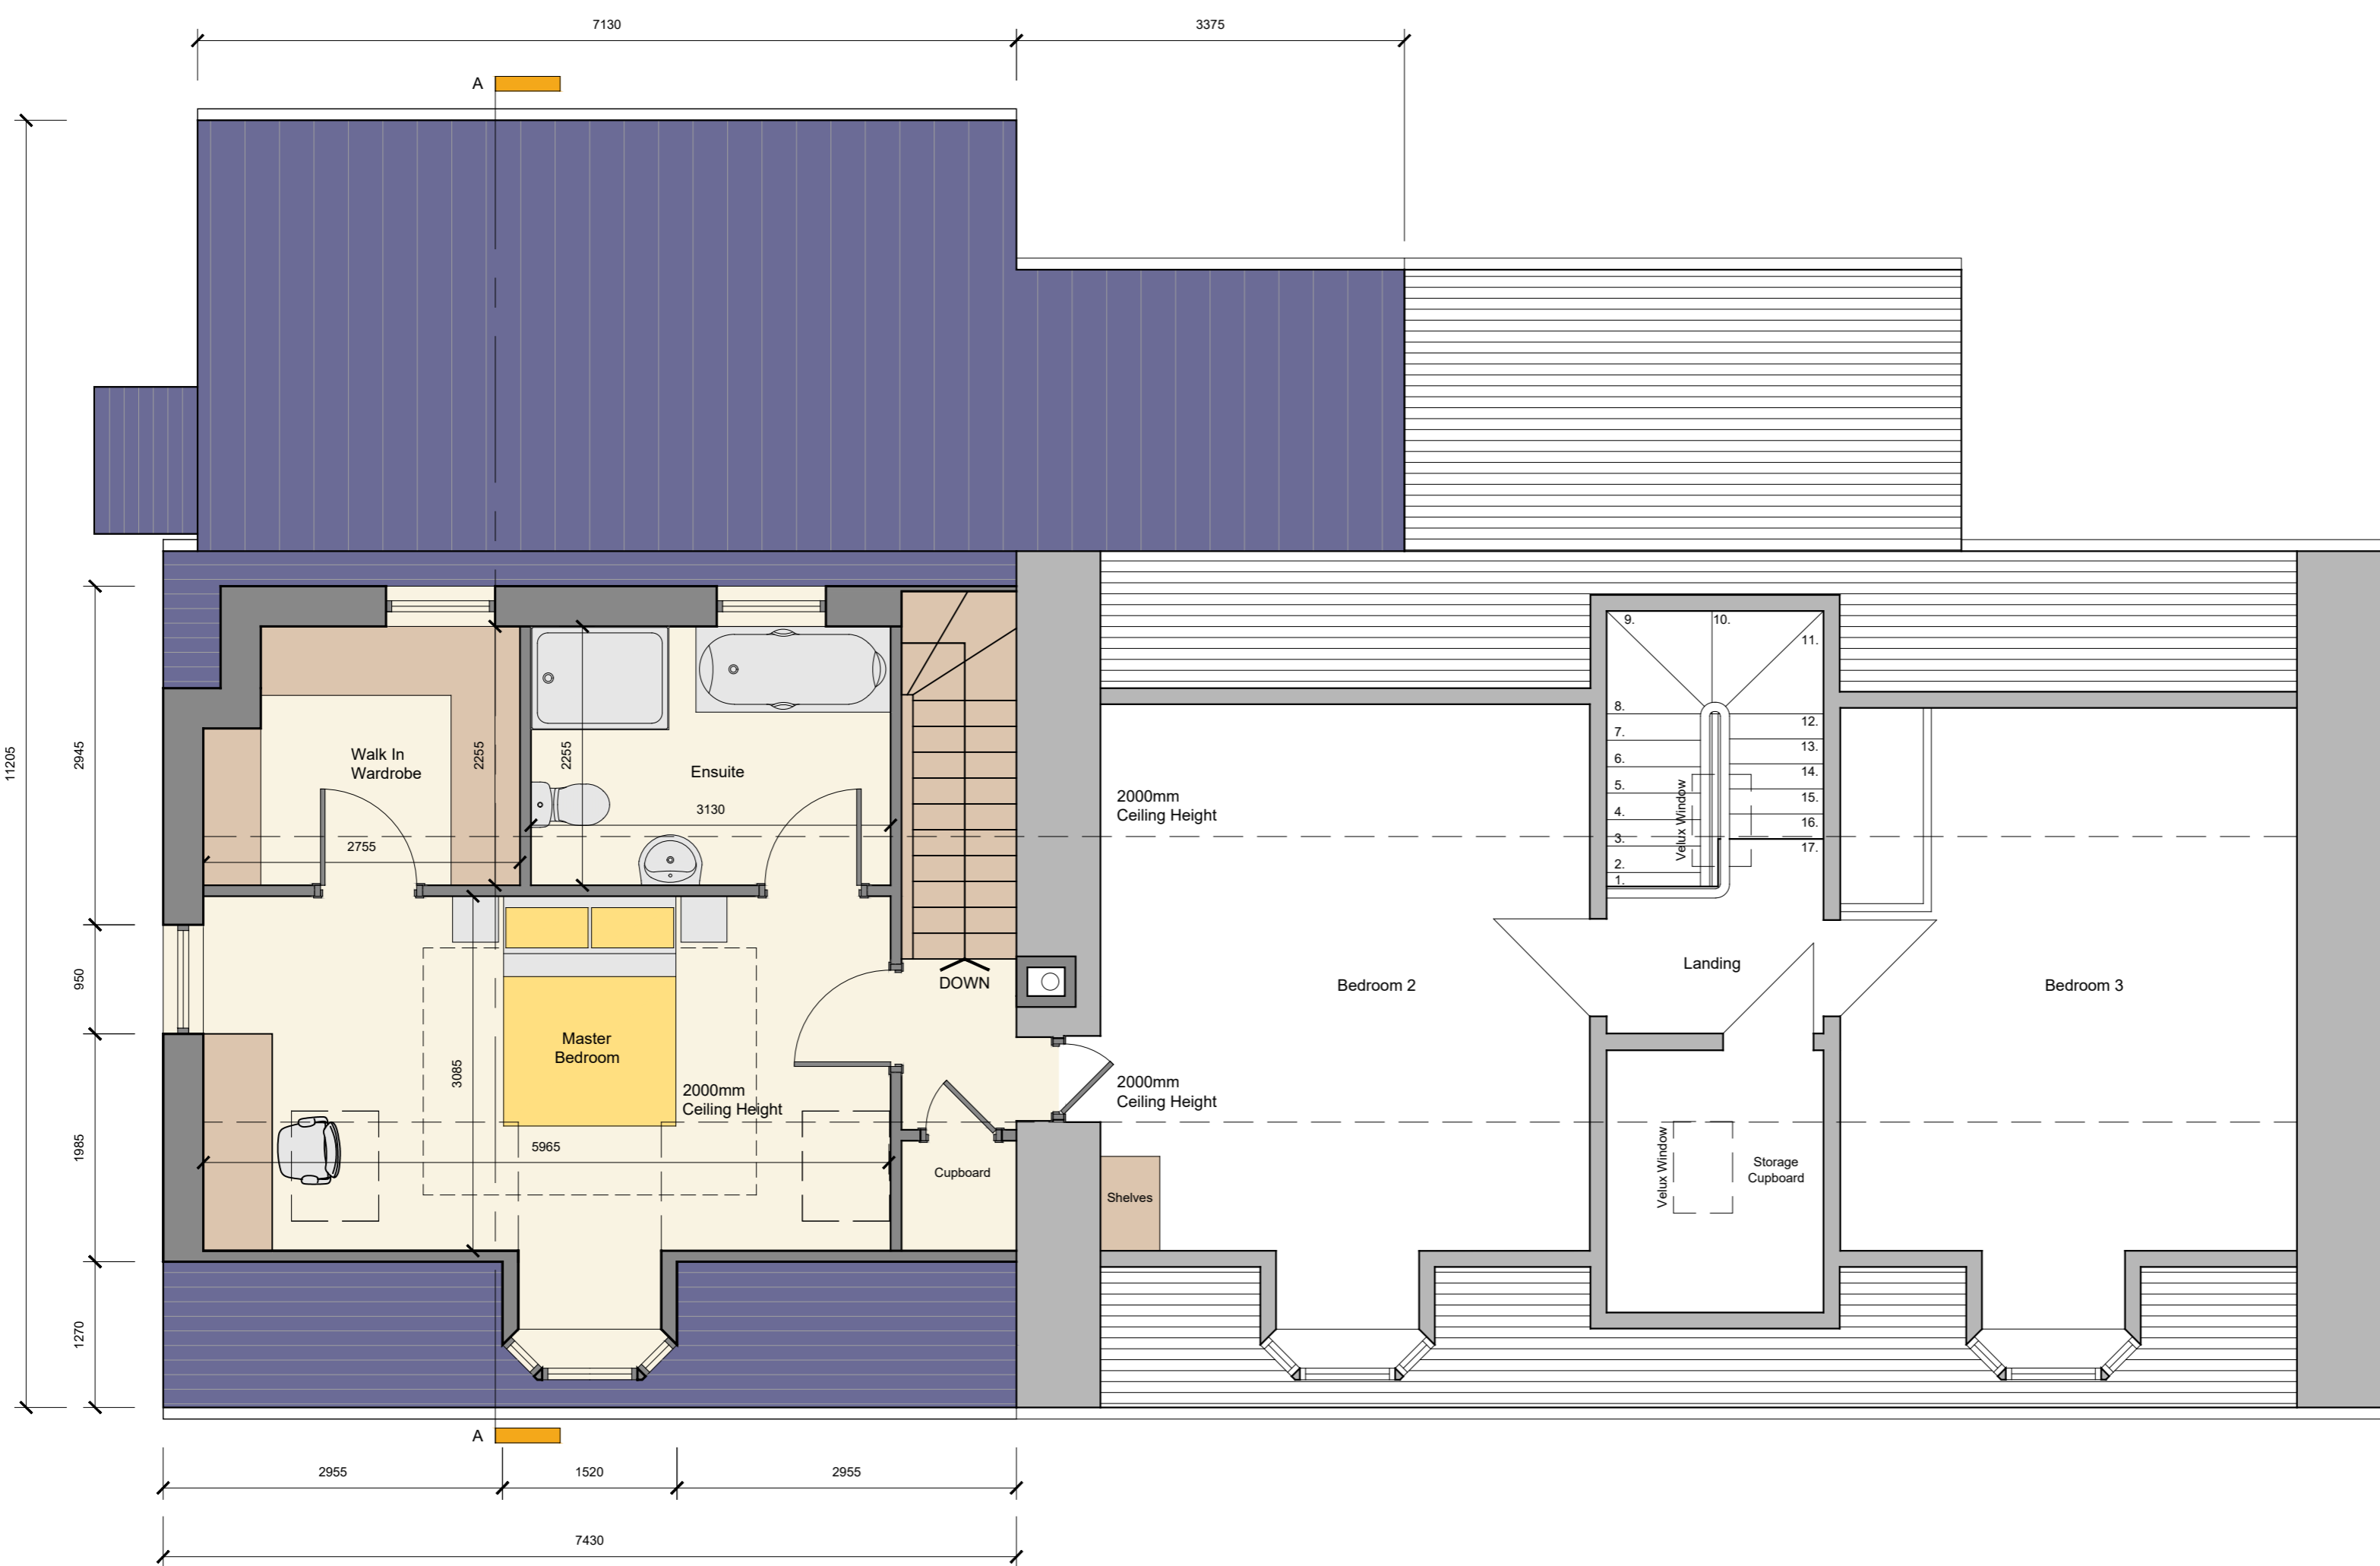 7130
3375
A
11205
2945
950
1985
1270
Walk In
Wardrobe
2255
2255
Ensuite
3130
2755
DOWN
Master
Bedroom
3085
2000mm
Ceiling Height
5965
Cupboard
2000mm
Ceiling Height
2000mm
Ceiling Height
Shelves
Bedroom 2
9.
10.
11.
8.
7.
6.
5.
4.
3.
2.
1.
12.
13.
14.
15.
16.
17.
Velux Window
Landing
Bedroom 3
Velux Window
Storage
Cupboard
A
2955
1520
2955
7430